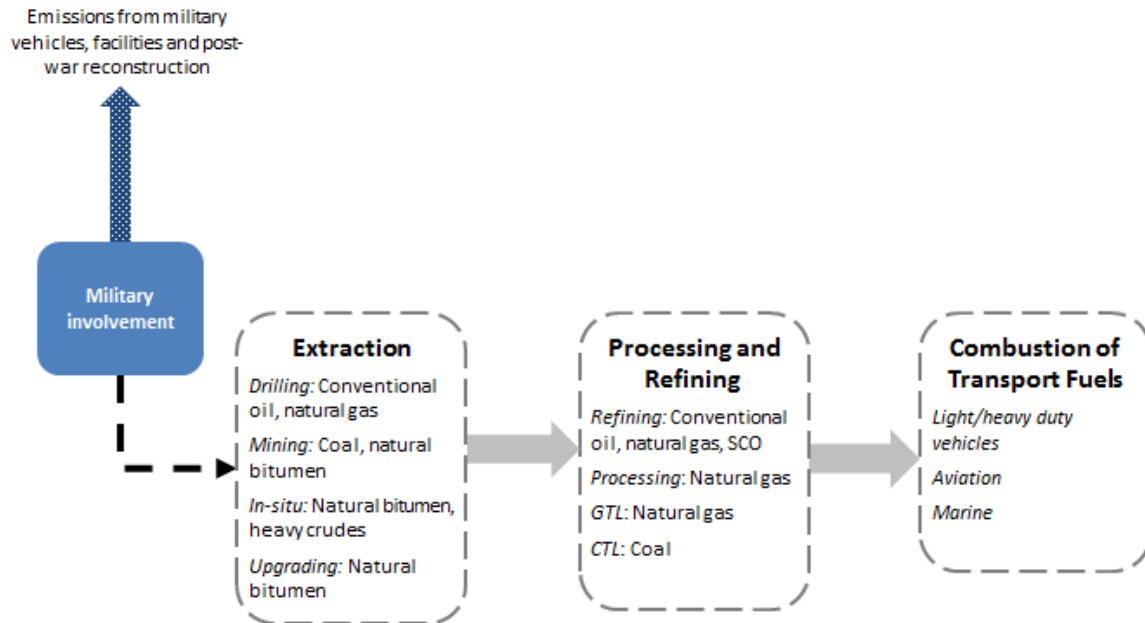 Emissions from military
vehicles, facilities and post-
war reconstruction
Military
involvement
Extraction
Drilling: Conventional
oil, natural gas
Mining: Coal, natural
bitumen
In-situ: Natural bitumen,
heavy crudes
Upgrading: Natural
bitumen
Processing and
Refining
Refining: Conventional
oil, natural gas, SCO
Processing: Natural gas
GTL: Natural gas
CTL: Coal
Combustion of
Transport Fuels
Light/heavy duty
vehicles
Aviation
Marine